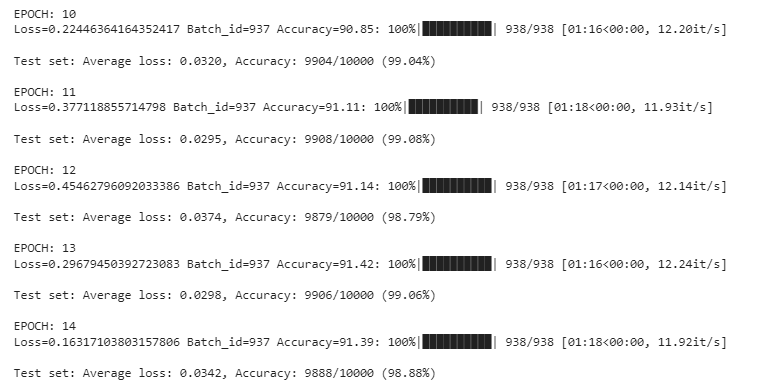 EPOCH: 10
Loss=0.22446364164352417 Batch_id=937 Accuracy=90.85: 100%|██████████| 938/938 [01:16<00:00, 12.20it/s]
Test set: Average loss: 0.0320, Accuracy: 9904/10000 (99.04%)
EPOCH: 11
Loss=0.377118855714798 Batch_id=937 Accuracy=91.11: 100%|██████████| 938/938 [01:18<00:00, 11.93it/s]
Test set: Average loss: 0.0295, Accuracy: 9908/10000 (99.08%)
EPOCH: 12
Loss=0.45462796092033386 Batch_id=937 Accuracy=91.14: 100%|██████████| 938/938 [01:17<00:00, 12.14it/s]
Test set: Average loss: 0.0374, Accuracy: 9879/10000 (98.79%)
EPOCH: 13
Loss=0.29679450392723083 Batch_id=937 Accuracy=91.42: 100%|██████████| 938/938 [01:16<00:00, 12.24it/s]
Test set: Average loss: 0.0298, Accuracy: 9906/10000 (99.06%)
EPOCH: 14
Loss=0.16317103803157806 Batch_id=937 Accuracy=91.39: 100%|██████████| 938/938 [01:18<00:00, 11.92it/s]
Test set: Average loss: 0.0342, Accuracy: 9888/10000 (98.88%)